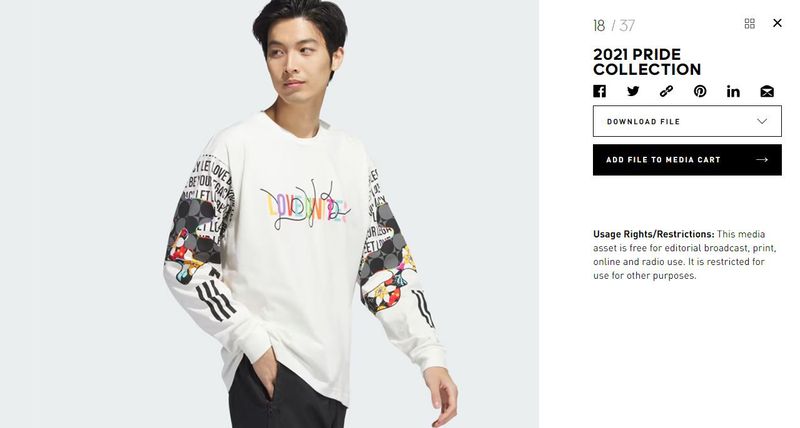 18 / 37
2021 PRIDE
COLLECTION
DOWNLOAD FILE
ADD FILE TO MEDIA CART
Usage Rights/Restrictions: This media
asset is free for editorial broadcast, print,
online and radio use. It is restricted for
use for other purposes.
LOVE UNITES